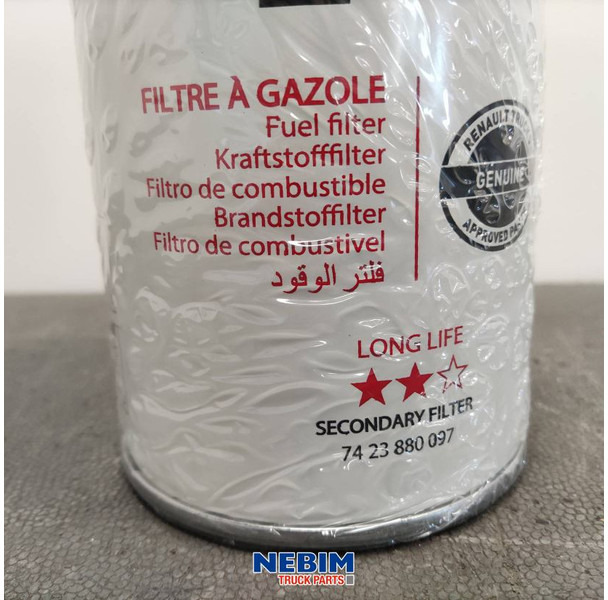 FILTRE À GAZOLE
Fuel filter
Kraftstofffilter
Filtro de combustible
Brandstoffilter
Filtro de combustivel
فلتر الوقود
RENAULT
GENUINE
APPROVED
LONG LIFE
SECONDARY FILTER
74 23 880 097
NEBIM
TRUCK PARTS